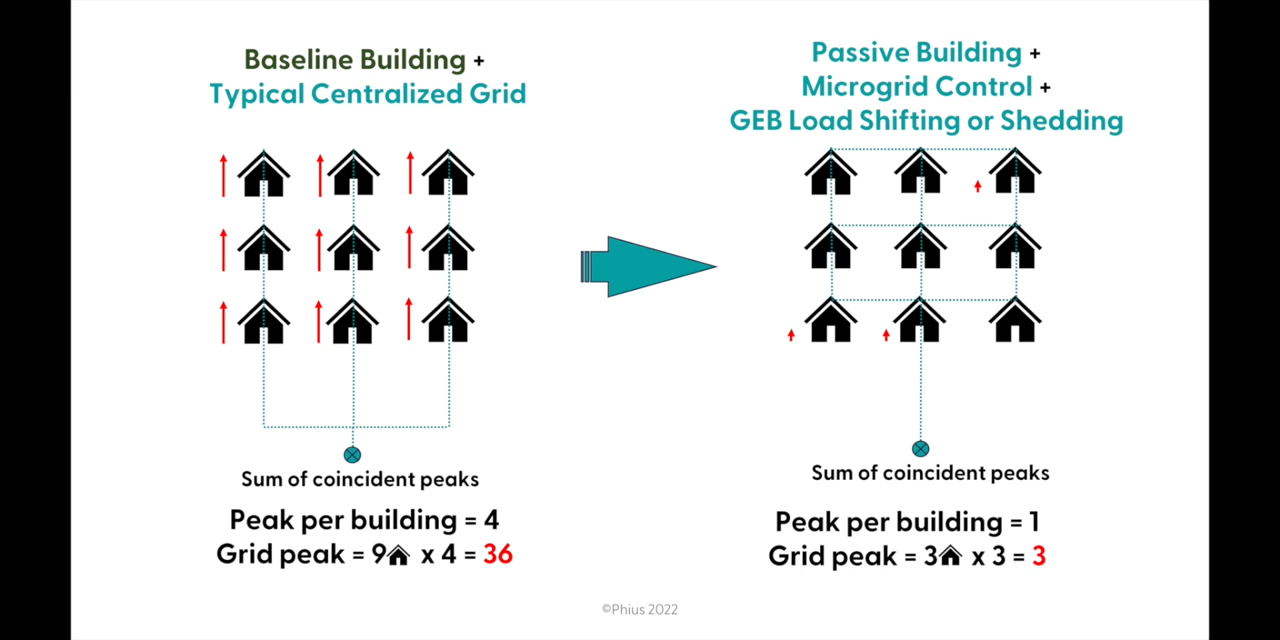 Baseline Building +
Typical Centralized Grid
Sum of coincident peaks
Peak per building = 4
Grid peak = 9 x 4 = 36
Passive Building +
Microgrid Control +
GEB Load Shifting or Shedding
Sum of coincident peaks
Peak per building = 1
Grid peak = 3 x 3 = 3
©Phius 2022